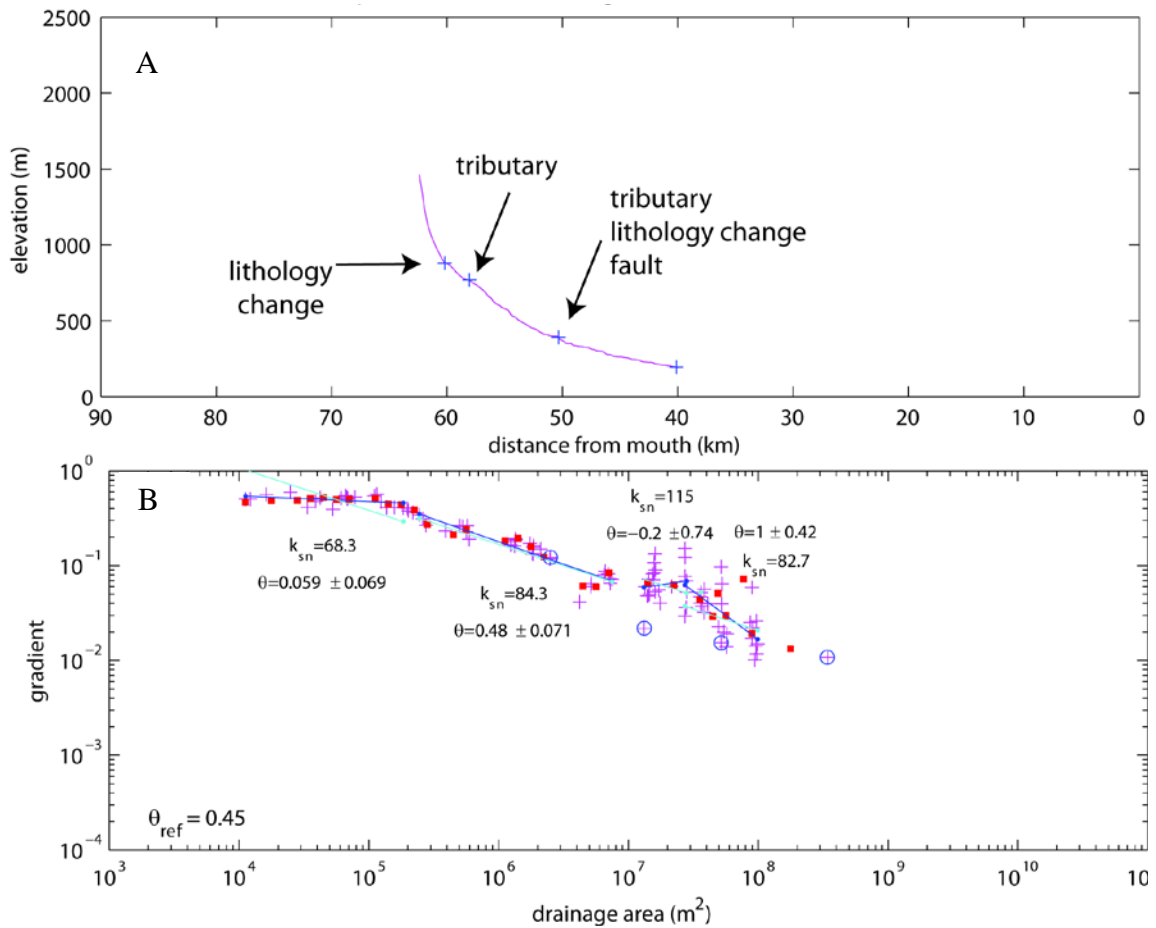 A
2500
2000
1500
1000
500
0
elevation (m)
tributary
tributary
lithology change
fault
lithology
change
90
80
70
60
50
40
30
20
10
0
distance from mouth (km)
B
10^0
10^-1
10^-2
10^-3
10^-4
gradient
k_sn=115
θ=−0.2 ±0.74
θ=1 ±0.42
k_sn=82.7
k_sn=68.3
θ=0.059 ±0.069
k_sn=84.3
θ=0.48 ±0.071
θ_ref = 0.45
10^3
10^4
10^5
10^6
10^7
10^8
10^9
10^10
10
drainage area (m^2)